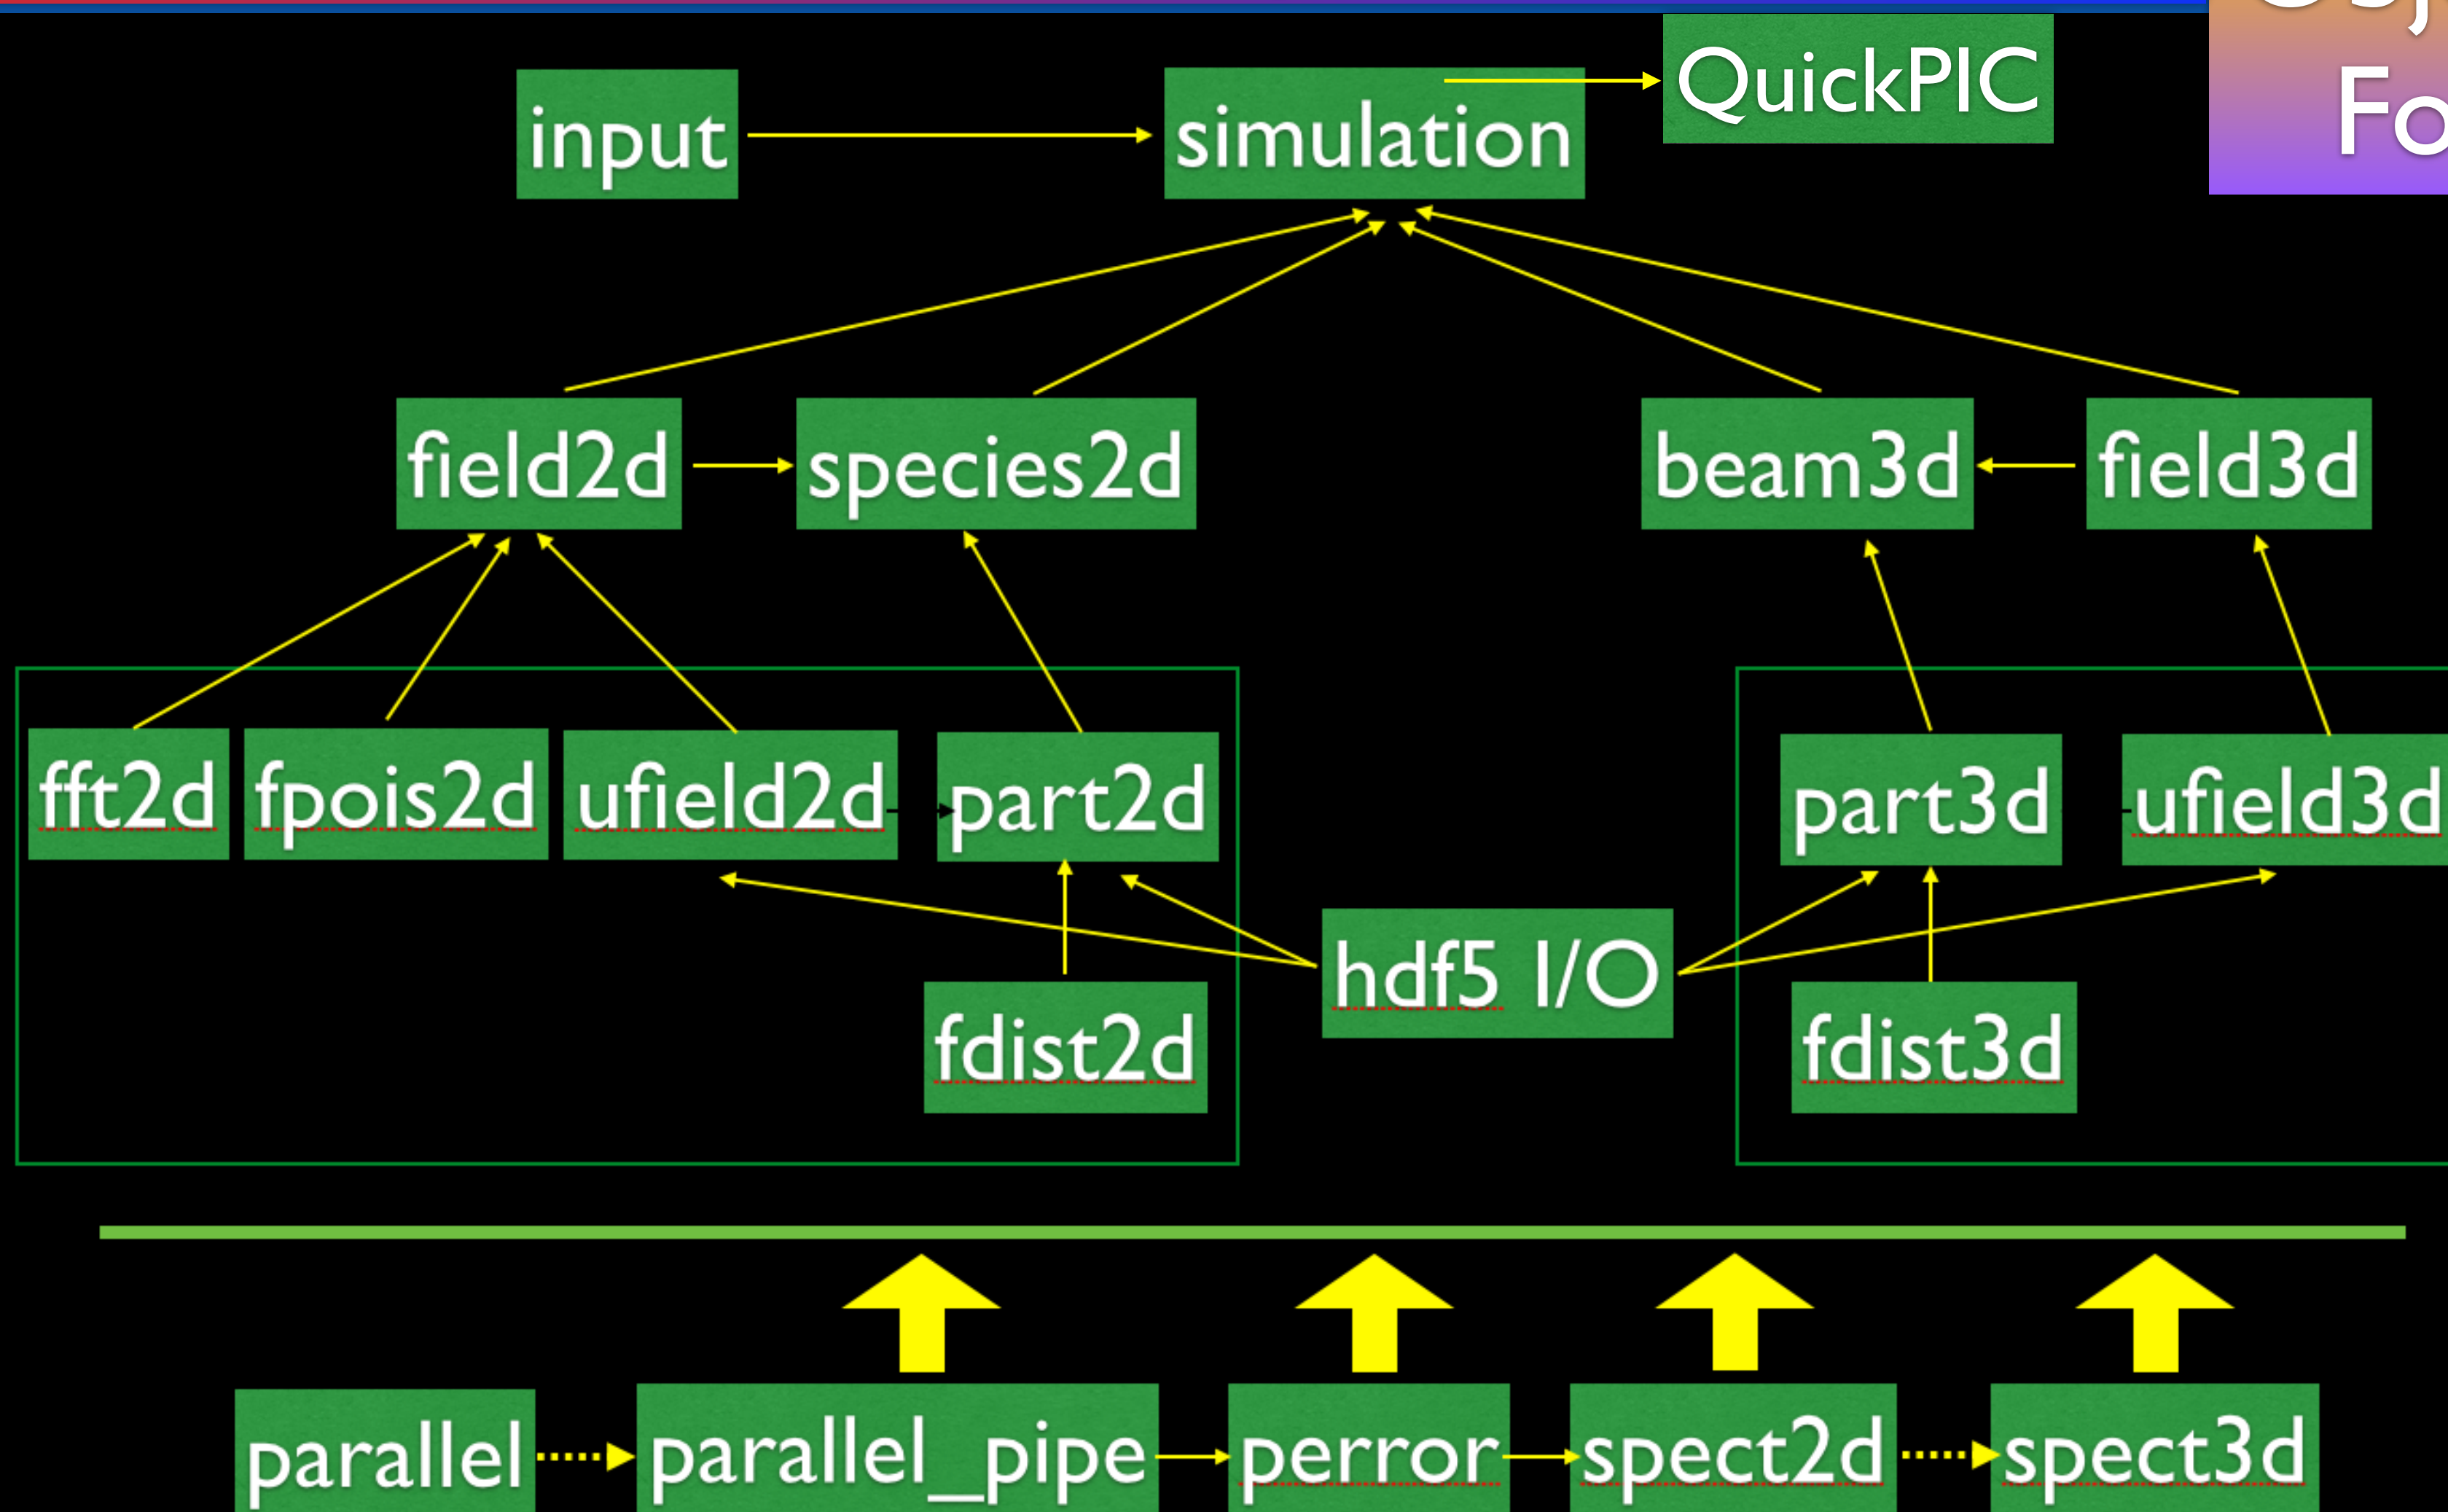 QuickPIC
input
simulation
Fo
field2d
species2d
beam3d
field3d
fft2d
fpois2d
ufield2d
part2d
part3d
ufield3d
hdf5 I/O
fdist2d
fdist3d
parallel
parallel_pipe
perror
spect2d
spect3d